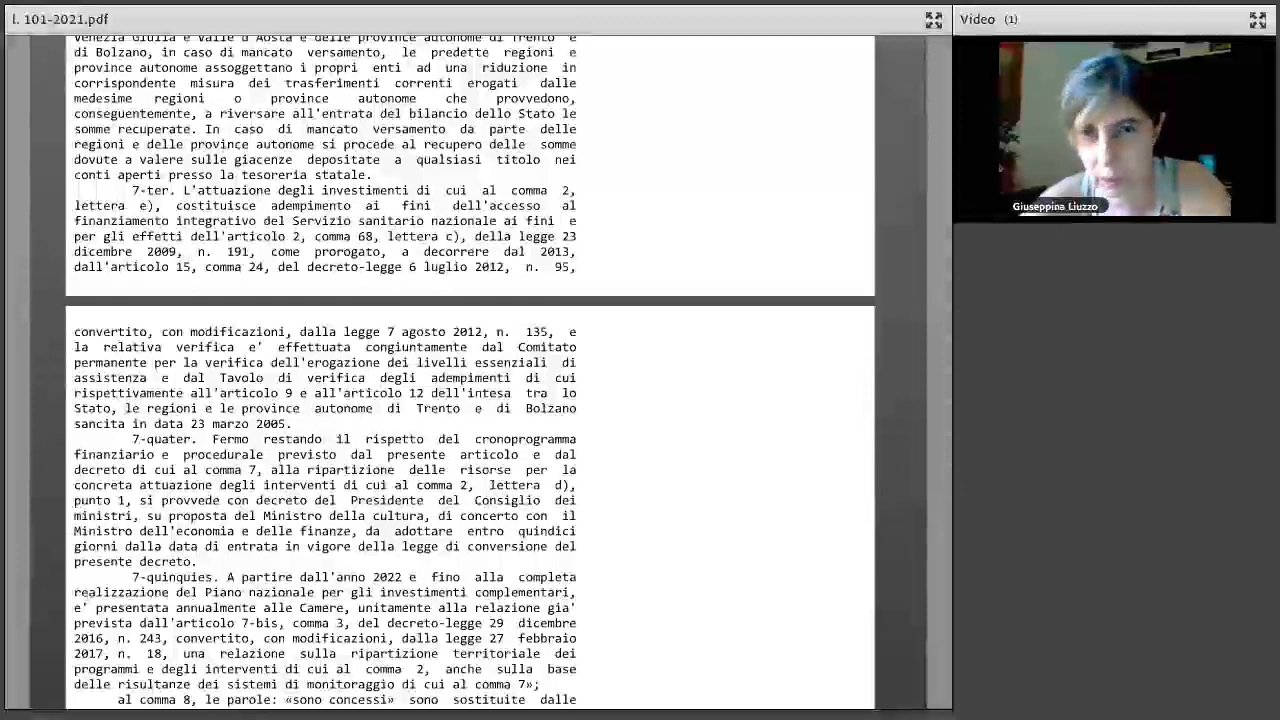 l. 101-2021.pdf
Video (1)
Venezia Giulia e Valle d'Aosta e delle province autonome di Trento e
di Bolzano, in caso di mancato versamento, le predette regioni e
province autonome assoggettano i propri enti ad una riduzione in
corrispondente misura dei trasferimenti correnti erogati dalle
medesime regioni o province autonome che provvedono,
conseguentemente, a riversare all'entrata del bilancio dello Stato le
somme recuperate. In caso di mancato versamento da parte delle
regioni e delle province autonome si procede al recupero delle somme
dovute a valere sulle giacenze depositate a qualsiasi titolo nei
conti aperti presso la tesoreria statale.
7-ter. L'attuazione degli investimenti di cui al comma 2,
lettera e), costituisce adempimento ai fini dell'accesso al
finanziamento integrativo del Servizio sanitario nazionale ai fini e
per gli effetti dell'articolo 2, comma 68, lettera c), della legge 23
dicembre 2009, n. 191, come prorogato, a decorrere dal 2013,
dall'articolo 15, comma 24, del decreto-legge 6 luglio 2012, n. 95,
convertito, con modificazioni, dalla legge 7 agosto 2012, n. 135, e
la relativa verifica e' effettuata congiuntamente dal Comitato
permanente per la verifica dell'erogazione dei livelli essenziali di
assistenza e dal Tavolo di verifica degli adempimenti di cui
rispettivamente all'articolo 9 e all'articolo 12 dell'intesa tra lo
Stato, le regioni e le province autonome di Trento e di Bolzano
sancita in data 23 marzo 2005.
7-quater. Fermo restando il rispetto del cronoprogramma
finanziario e procedurale previsto dal presente articolo e dal
decreto di cui al comma 7, alla ripartizione delle risorse per la
concreta attuazione degli interventi di cui al comma 2, lettera d),
punto 1, si provvede con decreto del Presidente del Consiglio dei
ministri, su proposta del Ministro della cultura, di concerto con il
Ministro dell'economia e delle finanze, da adottare entro quindici
giorni dalla data di entrata in vigore della legge di conversione del
presente decreto.
7-quinquies. A partire dall'anno 2022 e fino alla completa
realizzazione del Piano nazionale per gli investimenti complementari,
e' presentata annualmente alle Camere, unitamente alla relazione gia'
prevista dall'articolo 7-bis, comma 3, del decreto-legge 29 dicembre
2016, n. 243, convertito, con modificazioni, dalla legge 27 febbraio
2017, n. 18, una relazione sulla ripartizione territoriale dei
programmi e degli interventi di cui al comma 2, anche sulla base
delle risultanze dei sistemi di monitoraggio di cui al comma 7»;
al comma 8, le parole: «sono concessi» sono sostituite dalle
Giuseppina Liuzzo